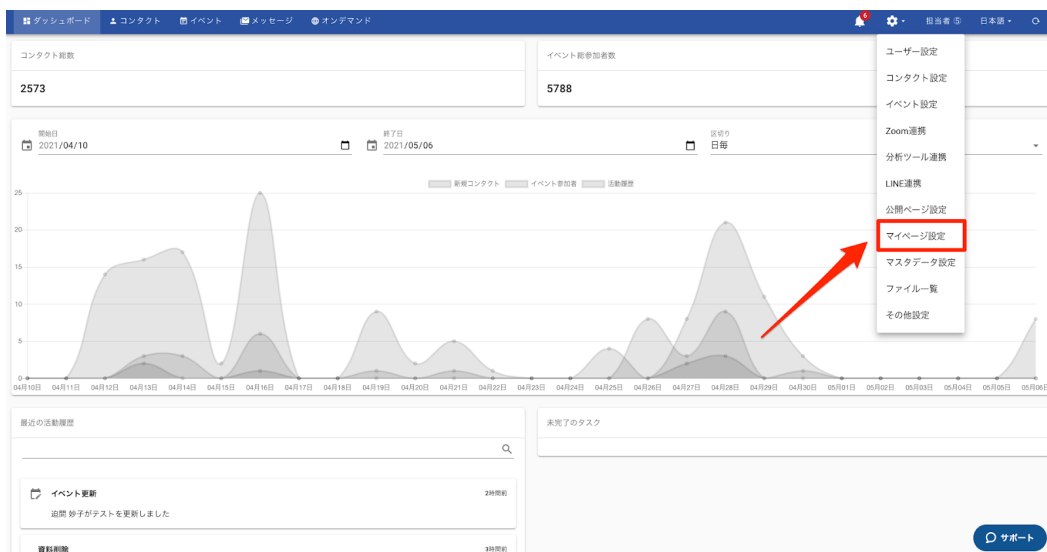 ダッシュボード コンタクト イベント メッセージ オンデマンド 6 担当者 ⑤ 日本語
コンタクト総数
2573
イベント総参加者数
5788
ユーザー設定
コンタクト設定
イベント設定
Zoom連携
分析ツール連携
LINE連携
公開ページ設定
マイページ設定
マスタデータ設定
ファイル一覧
その他設定
開始日
2021/04/10
終了日
2021/05/06
区切り
日毎
新規コンタクト イベント参加者 活動履歴
25
20
15
10
5
0
04月10日 04月11日 04月12日 04月13日 04月14日 04月15日 04月16日 04月17日 04月18日 04月19日 04月20日 04月21日 04月22日 04月23日 04月24日 04月25日 04月26日 04月27日 04月28日 04月29日 04月30日 05月01日 05月02日 05月03日 05月04日 05月05日 05月06日
最近の活動履歴
未完了のタスク
イベント更新 2時間前
迫間 妙子がテストを更新しました
資料削除 3時間前
サポート